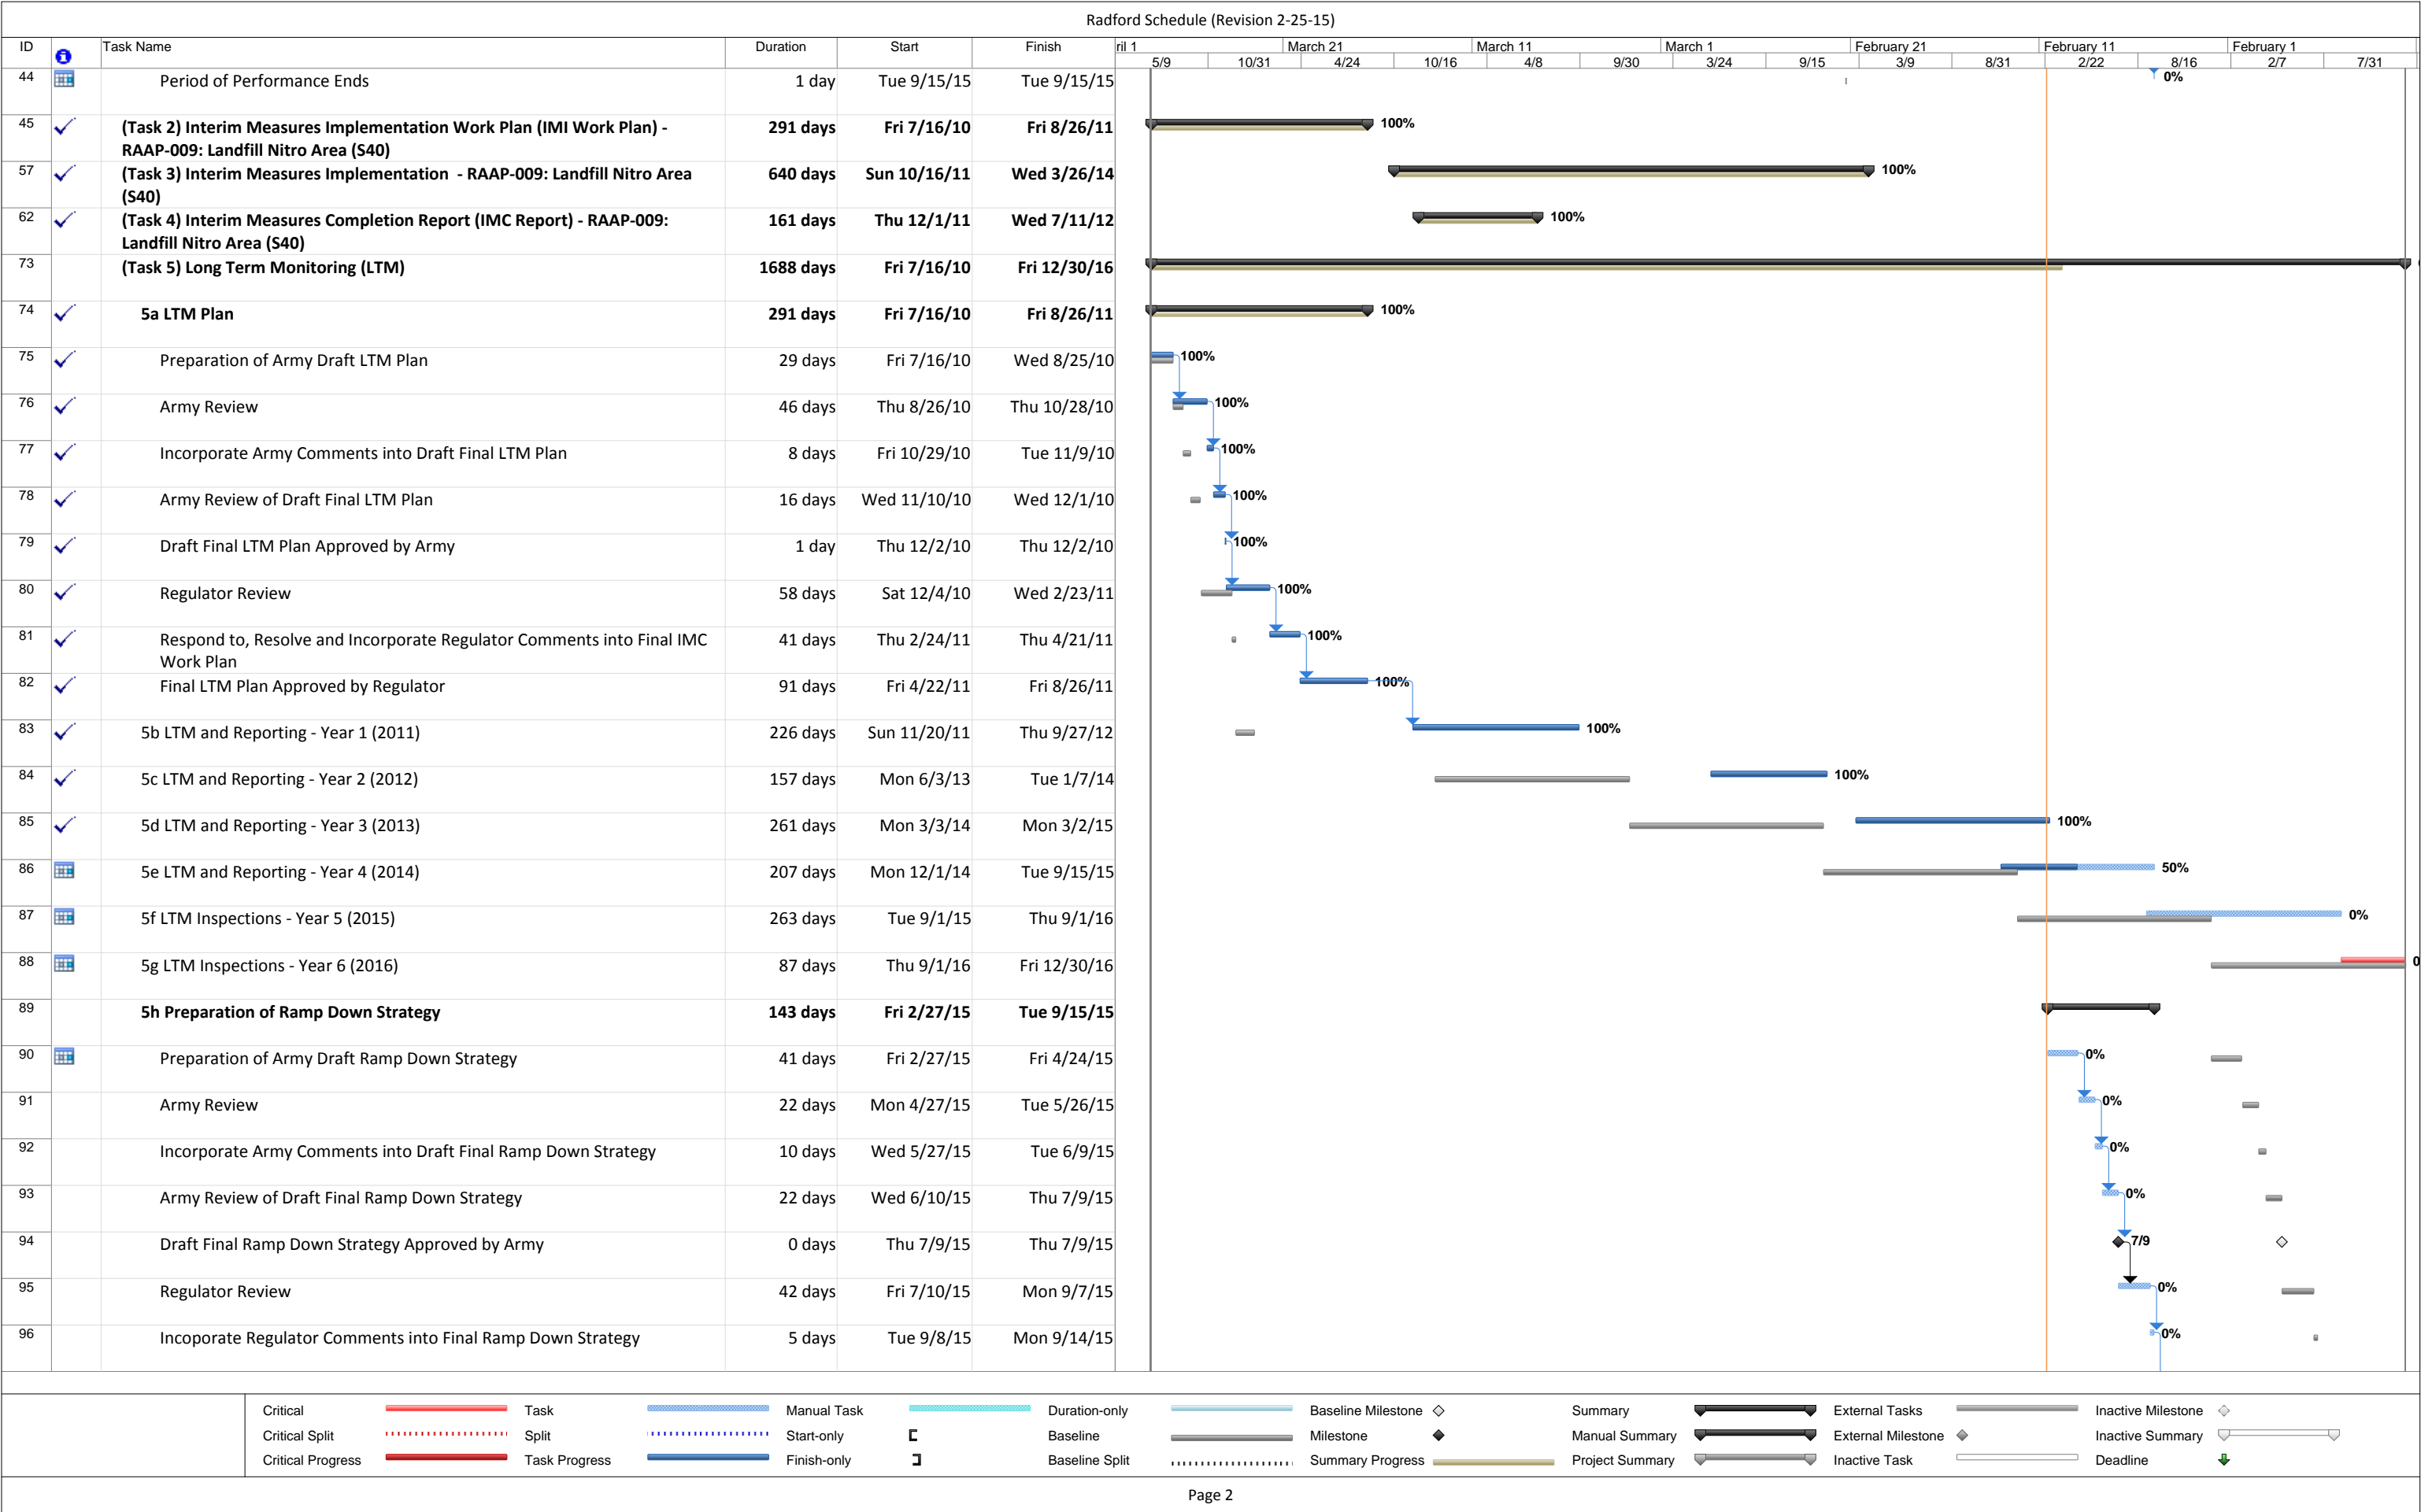 Radford Schedule (Revision 2-25-15)
ID Task Name Duration Start Finish ril 1 March 21 March 11 March 1 February 21 February 11 February 1
5/9 10/31 4/24 10/16 4/8 9/30 3/24 9/15 3/9 8/31 2/22 8/16 2/7 7/31
44 Period of Performance Ends 1 day Tue 9/15/15 Tue 9/15/15 0%
45 (Task 2) Interim Measures Implementation Work Plan (IMI Work Plan) - 291 days Fri 7/16/10 Fri 8/26/11 100%
RAAP-009: Landfill Nitro Area (S40)
57 (Task 3) Interim Measures Implementation - RAAP-009: Landfill Nitro Area 640 days Sun 10/16/11 Wed 3/26/14 100%
(S40)
62 (Task 4) Interim Measures Completion Report (IMC Report) - RAAP-009: 161 days Thu 12/1/11 Wed 7/11/12 100%
Landfill Nitro Area (S40)
73 (Task 5) Long Term Monitoring (LTM) 1688 days Fri 7/16/10 Fri 12/30/16
74 5a LTM Plan 291 days Fri 7/16/10 Fri 8/26/11 100%
75 Preparation of Army Draft LTM Plan 29 days Fri 7/16/10 Wed 8/25/10 100%
76 Army Review 46 days Thu 8/26/10 Thu 10/28/10 100%
77 Incorporate Army Comments into Draft Final LTM Plan 8 days Fri 10/29/10 Tue 11/9/10 100%
78 Army Review of Draft Final LTM Plan 16 days Wed 11/10/10 Wed 12/1/10 100%
79 Draft Final LTM Plan Approved by Army 1 day Thu 12/2/10 Thu 12/2/10 100%
80 Regulator Review 58 days Sat 12/4/10 Wed 2/23/11 100%
81 Respond to, Resolve and Incorporate Regulator Comments into Final IMC 41 days Thu 2/24/11 Thu 4/21/11 100%
Work Plan
82 Final LTM Plan Approved by Regulator 91 days Fri 4/22/11 Fri 8/26/11 100%
83 5b LTM and Reporting - Year 1 (2011) 226 days Sun 11/20/11 Thu 9/27/12 100%
84 5c LTM and Reporting - Year 2 (2012) 157 days Mon 6/3/13 Tue 1/7/14 100%
85 5d LTM and Reporting - Year 3 (2013) 261 days Mon 3/3/14 Mon 3/2/15 100%
86 5e LTM and Reporting - Year 4 (2014) 207 days Mon 12/1/14 Tue 9/15/15 50%
87 5f LTM Inspections - Year 5 (2015) 263 days Tue 9/1/15 Thu 9/1/16 0%
88 5g LTM Inspections - Year 6 (2016) 87 days Thu 9/1/16 Fri 12/30/16 0
89 5h Preparation of Ramp Down Strategy 143 days Fri 2/27/15 Tue 9/15/15
90 Preparation of Army Draft Ramp Down Strategy 41 days Fri 2/27/15 Fri 4/24/15 0%
91 Army Review 22 days Mon 4/27/15 Tue 5/26/15 0%
92 Incorporate Army Comments into Draft Final Ramp Down Strategy 10 days Wed 5/27/15 Tue 6/9/15 0%
93 Army Review of Draft Final Ramp Down Strategy 22 days Wed 6/10/15 Thu 7/9/15 0%
94 Draft Final Ramp Down Strategy Approved by Army 0 days Thu 7/9/15 Thu 7/9/15 7/9
95 Regulator Review 42 days Fri 7/10/15 Mon 9/7/15 0%
96 Incoporate Regulator Comments into Final Ramp Down Strategy 5 days Tue 9/8/15 Mon 9/14/15 0%
Critical Task Manual Task Duration-only Baseline Milestone Summary External Tasks Inactive Milestone
Critical Split Split Start-only Baseline Milestone Manual Summary External Milestone Inactive Summary
Critical Progress Task Progress Finish-only Baseline Split Summary Progress Project Summary Inactive Task Deadline
Page 2